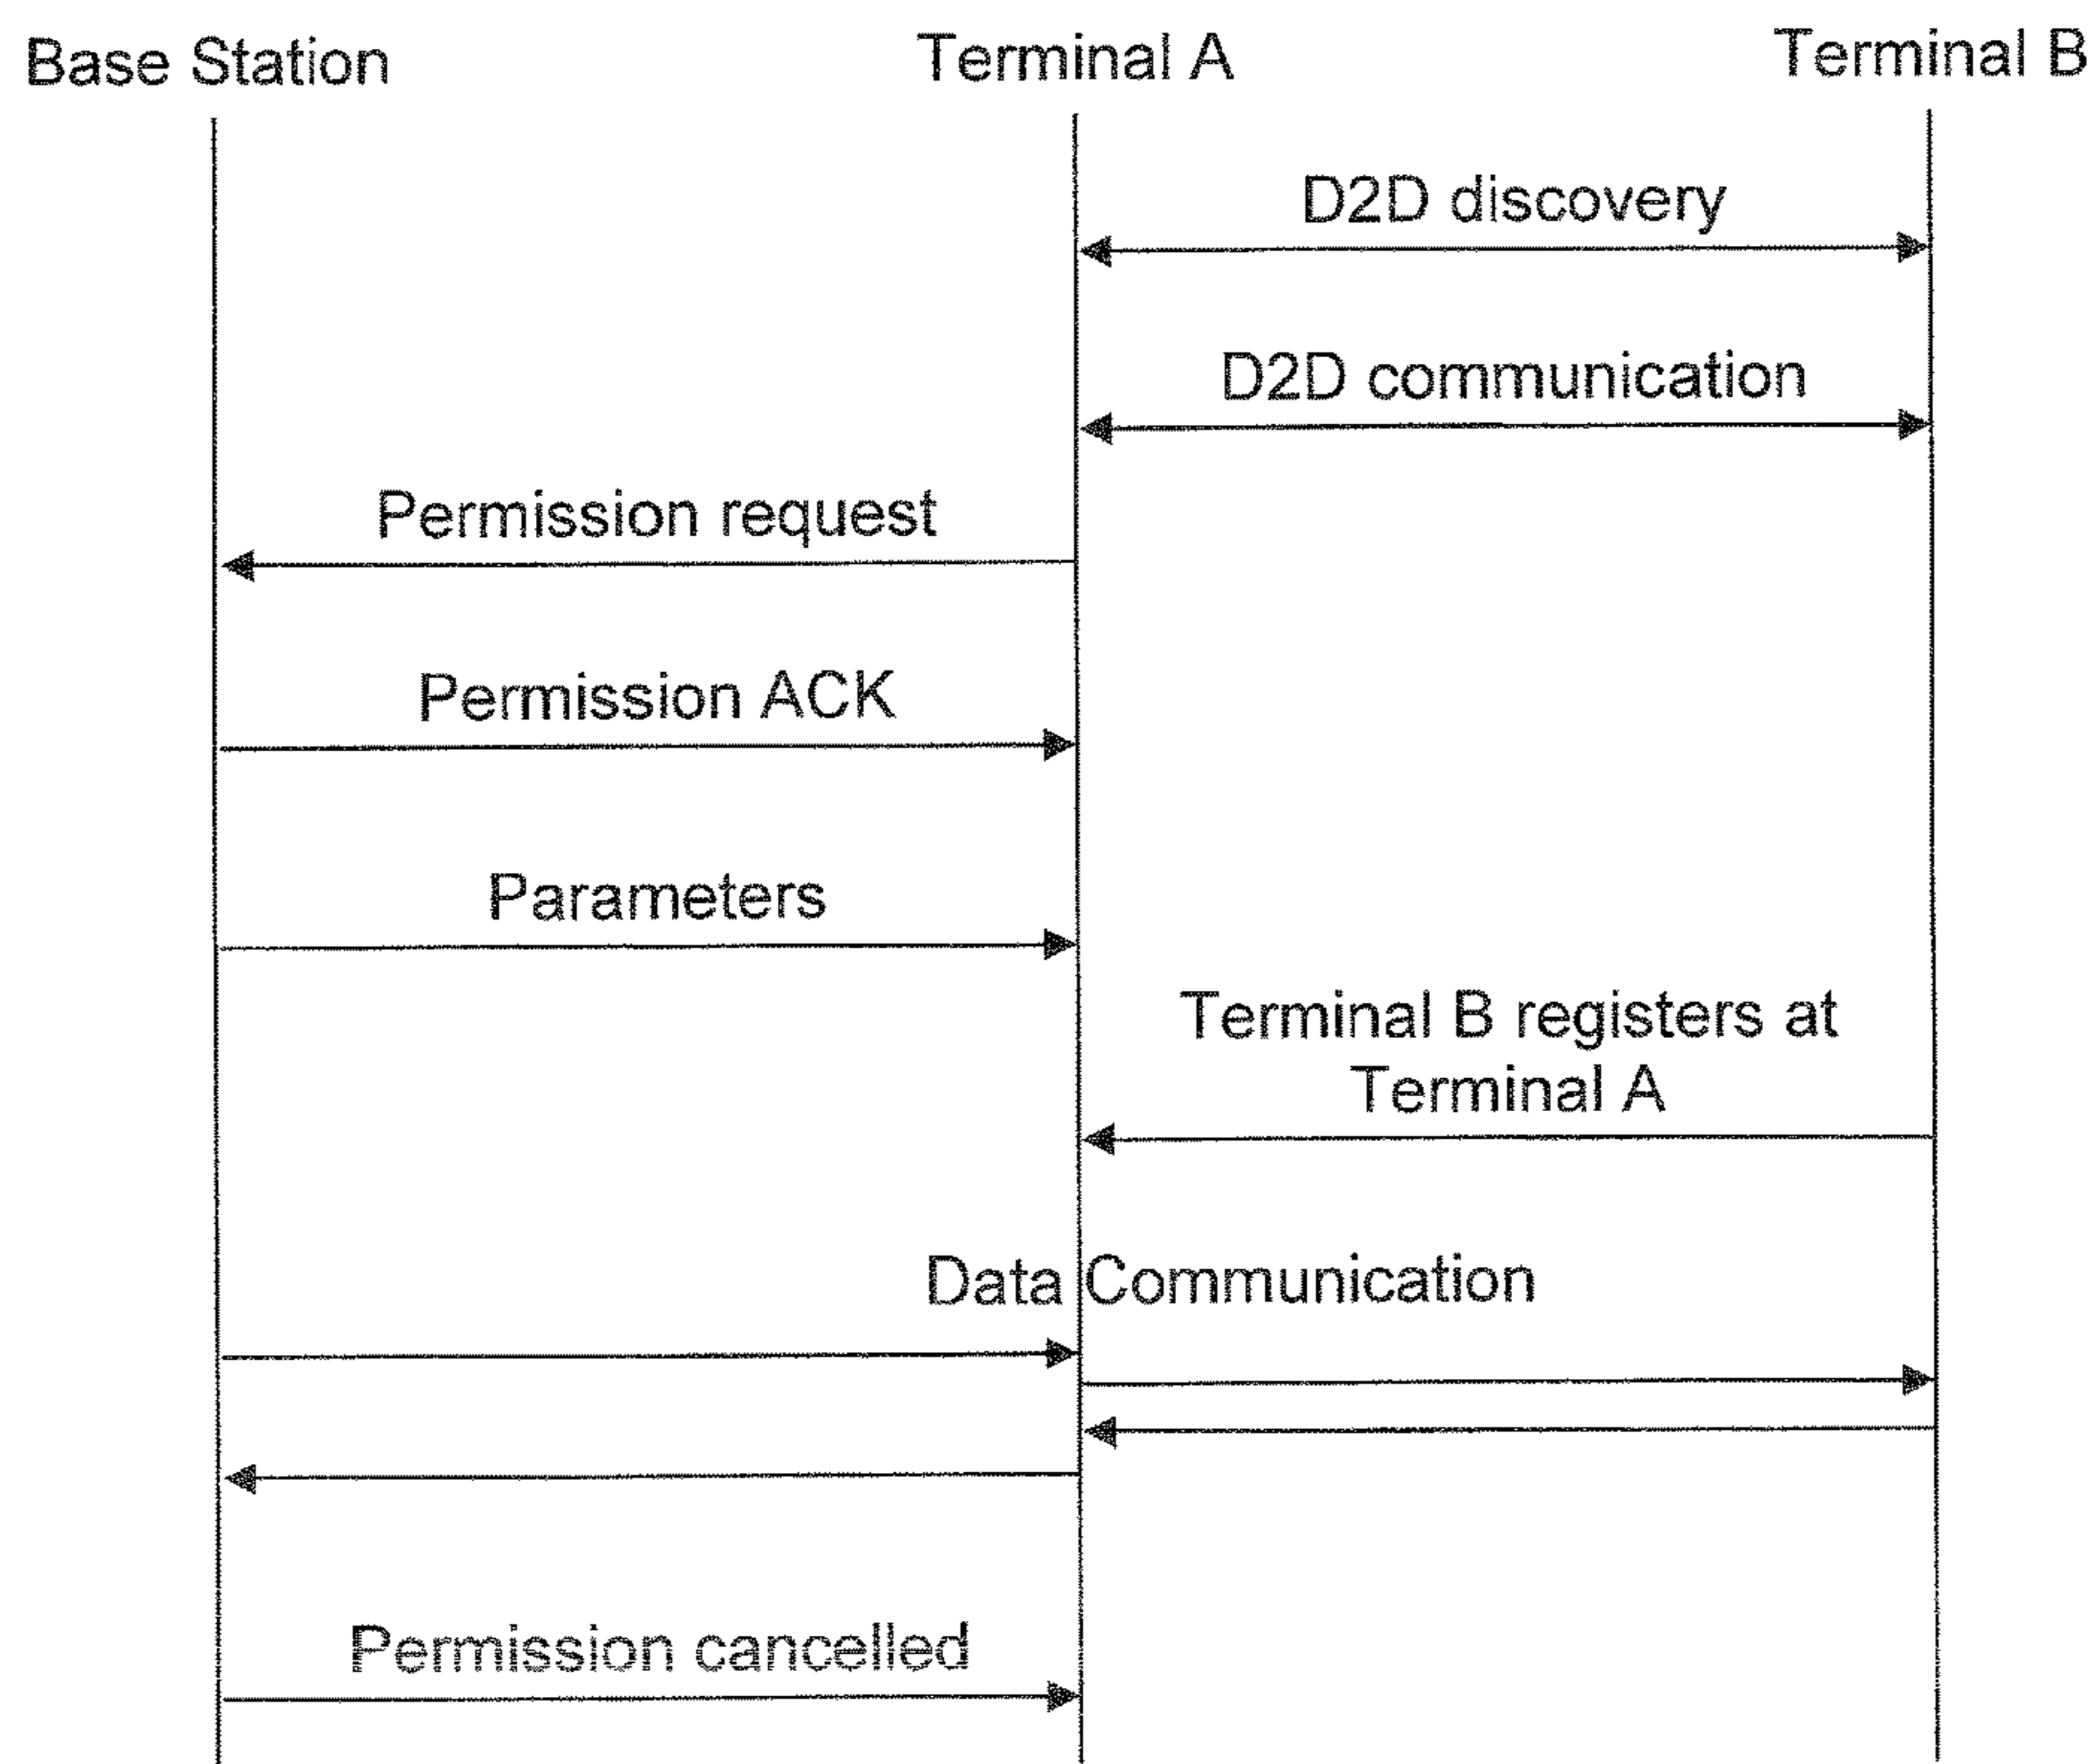 Base Station
Terminal A
Terminal B
D2D discovery
D2D communication
Permission request
Permission ACK
Parameters
Terminal B registers at
Terminal A
Data Communication
Permission cancelled